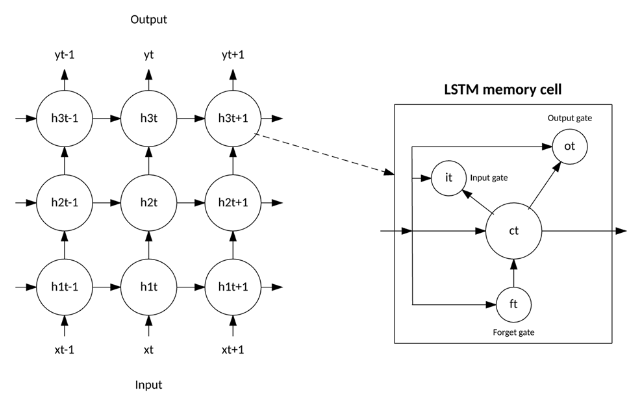 Output
yt-1 yt yt+1
h3t-1 h3t h3t+1
h2t-1 h2t h2t+1
h1t-1 h1t h1t+1
xt-1 xt xt+1
Input
LSTM memory cell
Output gate
ot
it Input gate
ct
ft
Forget gate